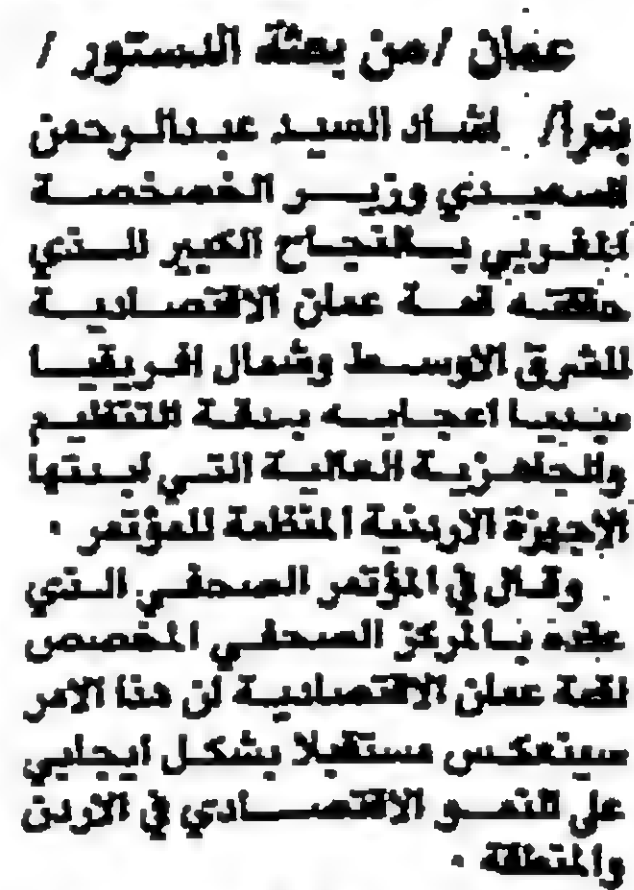 عمان /من بعثة الدستور /
بترا/ اشاد السيد عبدالرحمن
السعيدي وزير الخصخصة
المغربي بالنجاح الكبير الذي
حققته قمة عمان الاقتصادية
للشرق الاوسط وشمال افريقيا
مبديا اعجابه بدقة التنظيم
والجاهزية العالية التي ابدتها
الاجهزة الاردنية المنظمة للمؤتمر ٠
وقال في المؤتمر الصحفي الذي
عقده بالمركز الصحفي المخصص
لقمة عمان الاقتصادية ان هذا الامر
سينعكس مستقبلا بشكل ايجابي
على النمو الاقتصادي في الاردن
والمنطقة ٠